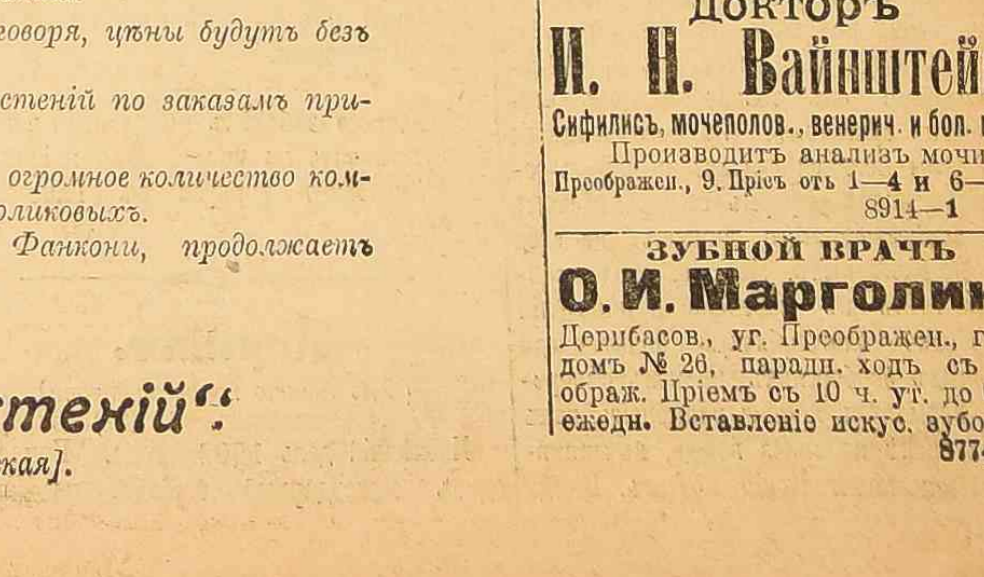 говоря, цѣны будутъ безъ
стеній по заказамъ при-
огромное количество ком-
оликовыхъ.
Фанкони, продолжаетъ
стеній“:
ская].
ДОКТОРЪ
И. Н. Вайнштей
Сифилисъ, мочеполов., венерич. и бол.
Производитъ анализъ мочи
Преображен., 9. Пріемъ отъ 1—4 и 6—
8914—1
ЗУБНОЙ ВРАЧЪ
О. И. Марголин
Дерибасов., уг. Преображен., г
домъ № 26, парадн. ходъ съ
ображ. Пріемъ съ 10 ч. ут. до
ежедн. Вставленіе искус. зубо
877